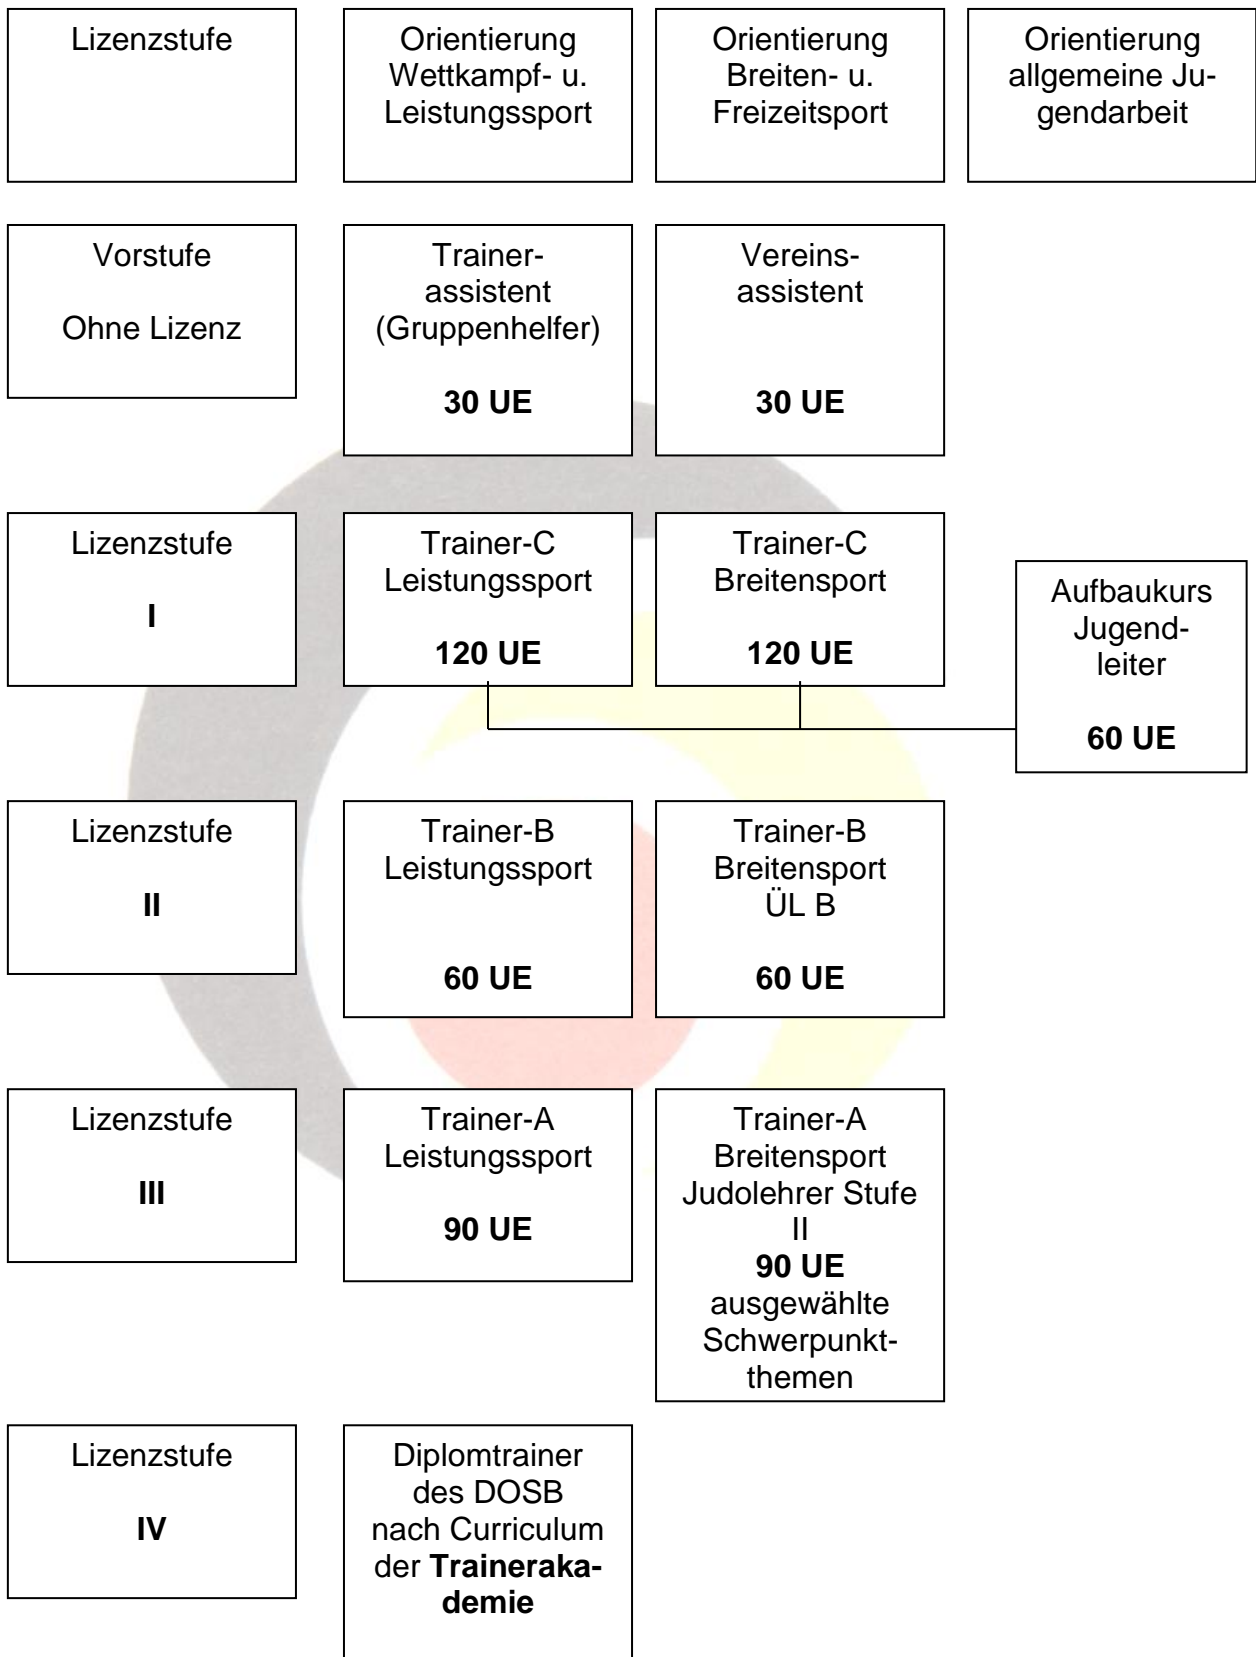 Lizenzstufe
Orientierung
Wettkampf- u.
Leistungssport
Orientierung
Breiten- u.
Freizeitsport
Orientierung
allgemeine Ju-
gendarbeit
Vorstufe
Ohne Lizenz
Trainer-
assistent
(Gruppenhelfer)
30 UE
Vereins-
assistent
30 UE
Lizenzstufe
I
Trainer-C
Leistungssport
120 UE
Trainer-C
Breitensport
120 UE
Aufbaukurs
Jugend-
leiter
60 UE
Lizenzstufe
II
Trainer-B
Leistungssport
60 UE
Trainer-B
Breitensport
ÜL B
60 UE
Lizenzstufe
III
Trainer-A
Leistungssport
90 UE
Trainer-A
Breitensport
Judolehrer Stufe
II
90 UE
ausgewählte
Schwerpunkt-
themen
Lizenzstufe
IV
Diplomtrainer
des DOSB
nach Curriculum
der Traineraka-
demie